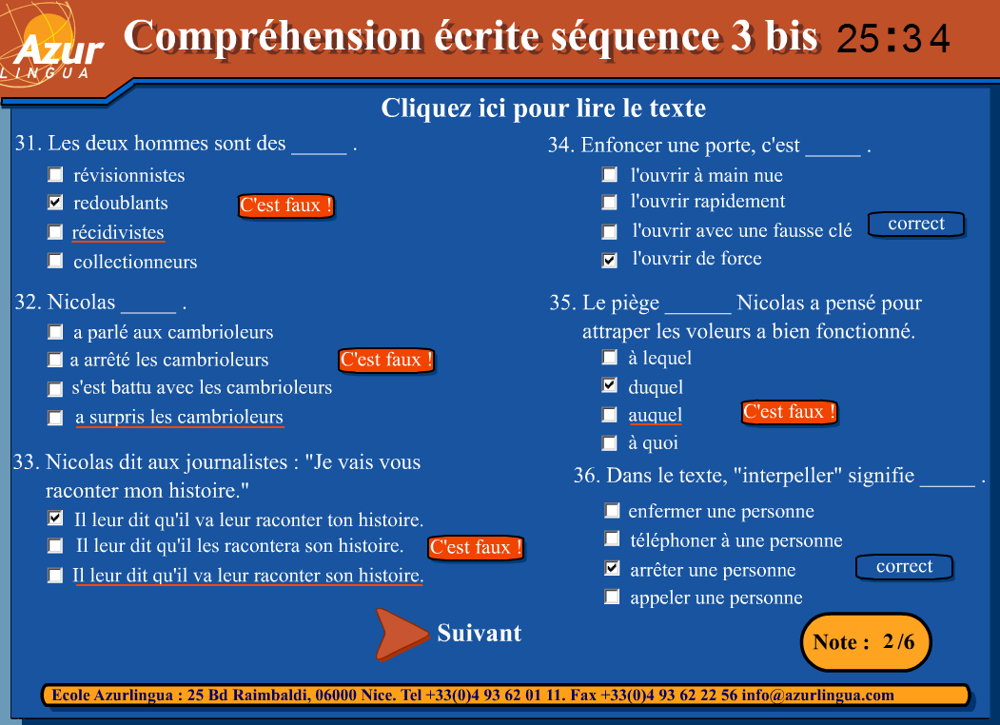 Azur
LINGUA
Compréhension écrite séquence 3 bis 25:34
Cliquez ici pour lire le texte
31. Les deux hommes sont des _____ .
révisionnistes
redoublants
C'est faux !
récidivistes
collectionneurs
32. Nicolas _____ .
a parlé aux cambrioleurs
a arrêté les cambrioleurs
C'est faux !
s'est battu avec les cambrioleurs
a surpris les cambrioleurs
33. Nicolas dit aux journalistes : "Je vais vous
raconter mon histoire."
Il leur dit qu'il va leur raconter ton histoire.
Il leur dit qu'il les racontera son histoire.
C'est faux !
Il leur dit qu'il va leur raconter son histoire.
34. Enfoncer une porte, c'est _____ .
l'ouvrir à main nue
l'ouvrir rapidement
l'ouvrir avec une fausse clé
correct
l'ouvrir de force
35. Le piège ______ Nicolas a pensé pour
attraper les voleurs a bien fonctionné.
à lequel
duquel
auquel
C'est faux !
à quoi
36. Dans le texte, "interpeller" signifie _____ .
enfermer une personne
téléphoner à une personne
arrêter une personne
correct
appeler une personne
Suivant
Note : 2 /6
Ecole Azurlingua : 25 Bd Raimbaldi, 06000 Nice. Tel +33(0)4 93 62 01 11. Fax +33(0)4 93 62 22 56 info@azurlingua.com